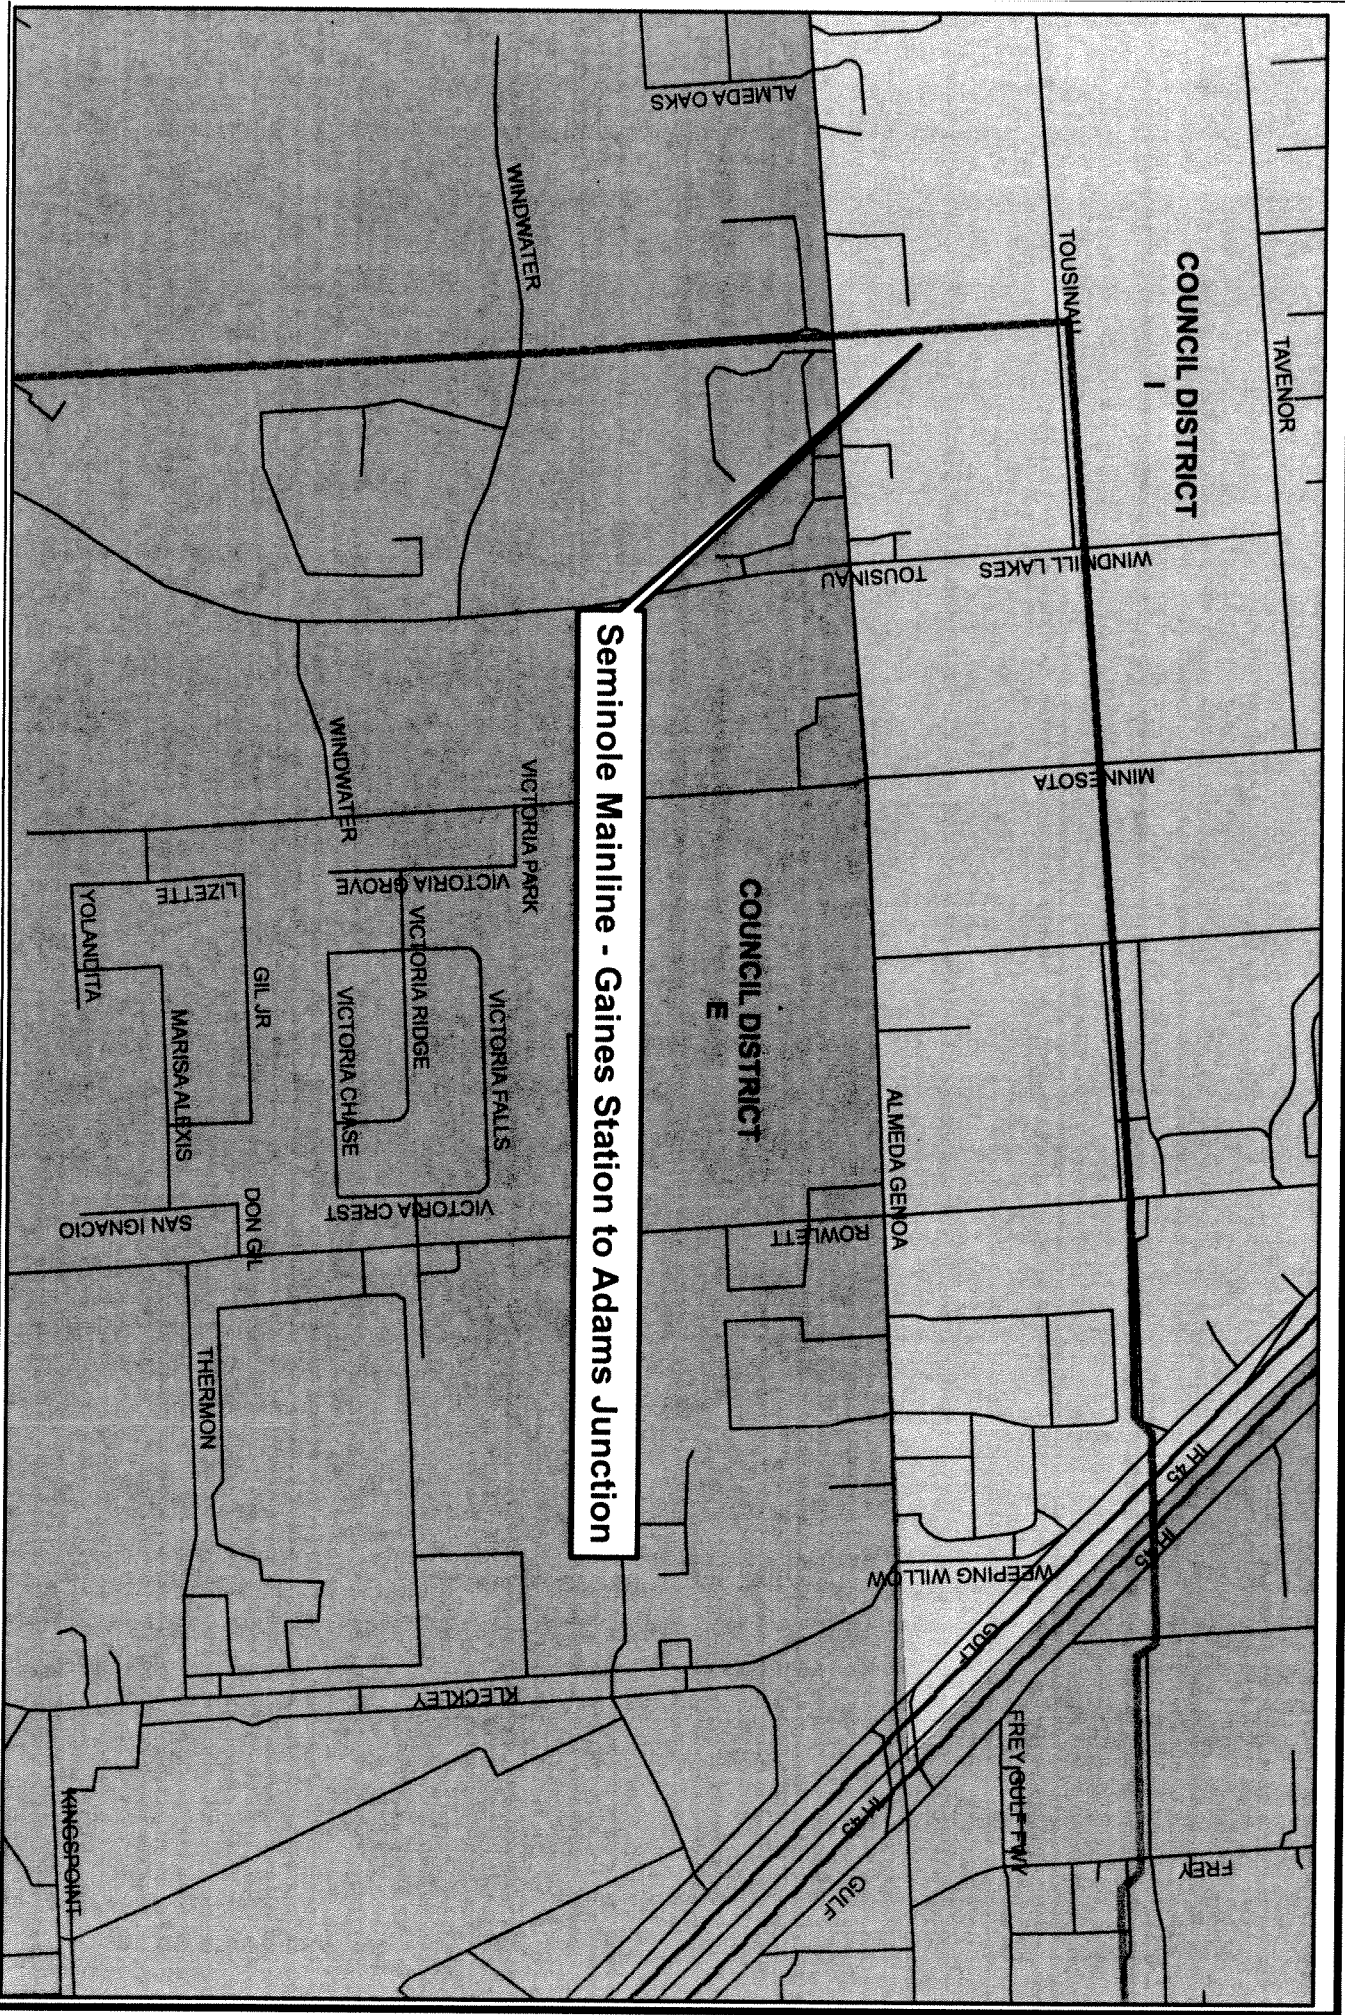 TAVENOR
COUNCIL DISTRICT
I
TOUSINAU
WINDMILL LAKES
TOUSINAU
MINNESOTA
ALMEDA OAKS
WINDWATER
ALMEDA GENOA
ROWLETT
COUNCIL DISTRICT
E
Seminole Mainline - Gaines Station to Adams Junction
IH 45
IH 45
WEEPING WILLOW
GULF
FREY GULF FWY
FREY
IH 45
GULF
VICTORIA PARK
VICTORIA GROVE
VICTORIA FALLS
VICTORIA RIDGE
VICTORIA CHASE
VICTORIA CREST
WINDWATER
LIZETTE
GIL JR
YOLANDITA
MARISA ALEXIS
DON GIL
SAN IGNACIO
THERMON
KLECKLEY
KINGSPOINT